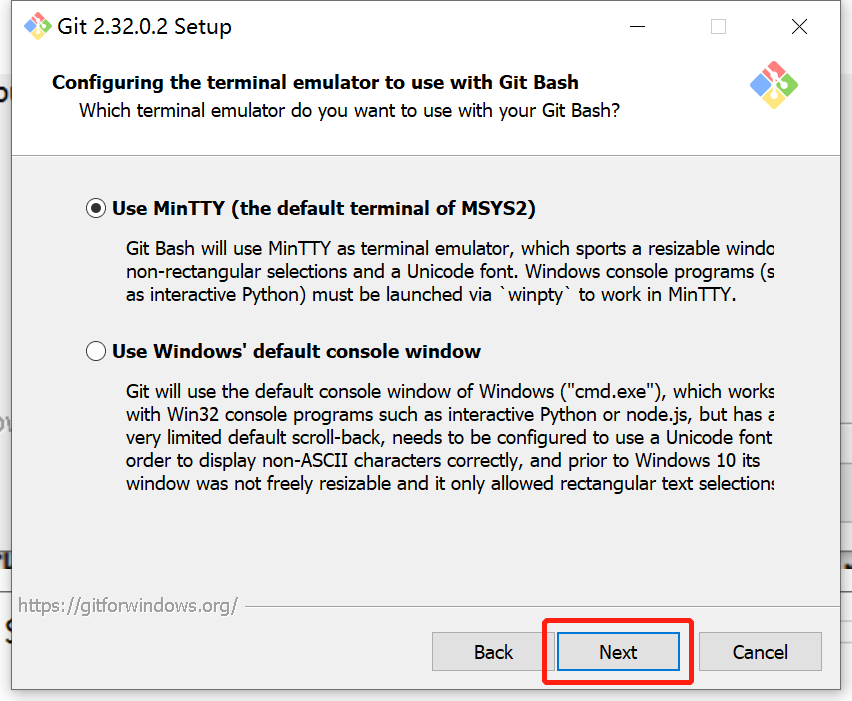 Git 2.32.0.2 Setup
Configuring the terminal emulator to use with Git Bash
Which terminal emulator do you want to use with your Git Bash?
Use MinTTY (the default terminal of MSYS2)
Git Bash will use MinTTY as terminal emulator, which sports a resizable
non-rectangular selections and a Unicode font. Windows console programs
as interactive Python) must be launched via `winpty` to work in MinTTY.
Use Windows' default console window
Git will use the default console window of Windows ("cmd.exe"), which works
with Win32 console programs such as interactive Python or node.js, but has a
very limited default scroll-back, needs to be configured to use a Unicode font
order to display non-ASCII characters correctly, and prior to Windows 10 its
window was not freely resizable and it only allowed rectangular text selections
https://gitforwindows.org/
Back
Next
Cancel